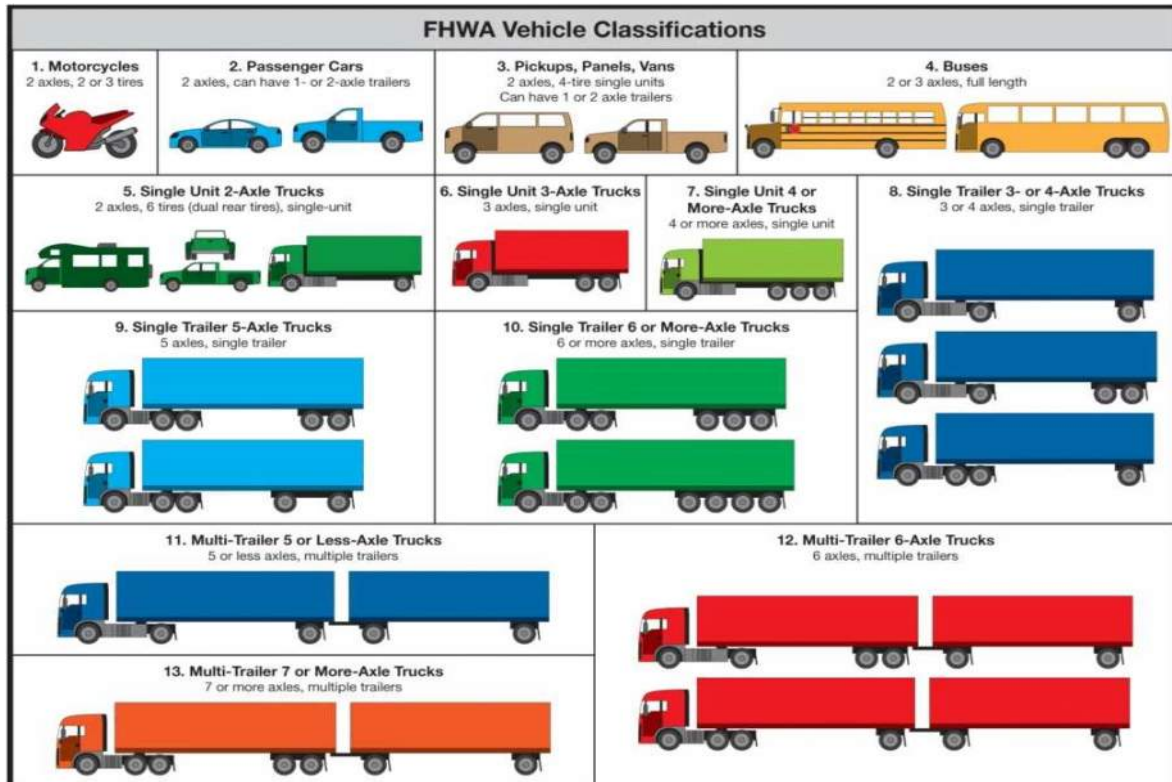 FHWA Vehicle Classifications
1. Motorcycles
2 axles, 2 or 3 tires
2. Passenger Cars
2 axles, can have 1- or 2-axle trailers
3. Pickups, Panels, Vans
2 axles, 4-tire single units
Can have 1 or 2 axle trailers
4. Buses
2 or 3 axles, full length
5. Single Unit 2-Axle Trucks
2 axles, 6 tires (dual rear tires), single-unit
6. Single Unit 3-Axle Trucks
3 axles, single unit
7. Single Unit 4 or
More-Axle Trucks
4 or more axles, single unit
8. Single Trailer 3- or 4-Axle Trucks
3 or 4 axles, single trailer
9. Single Trailer 5-Axle Trucks
5 axles, single trailer
10. Single Trailer 6 or More-Axle Trucks
6 or more axles, single trailer
11. Multi-Trailer 5 or Less-Axle Trucks
5 or less axles, multiple trailers
12. Multi-Trailer 6-Axle Trucks
6 axles, multiple trailers
13. Multi-Trailer 7 or More-Axle Trucks
7 or more axles, multiple trailers